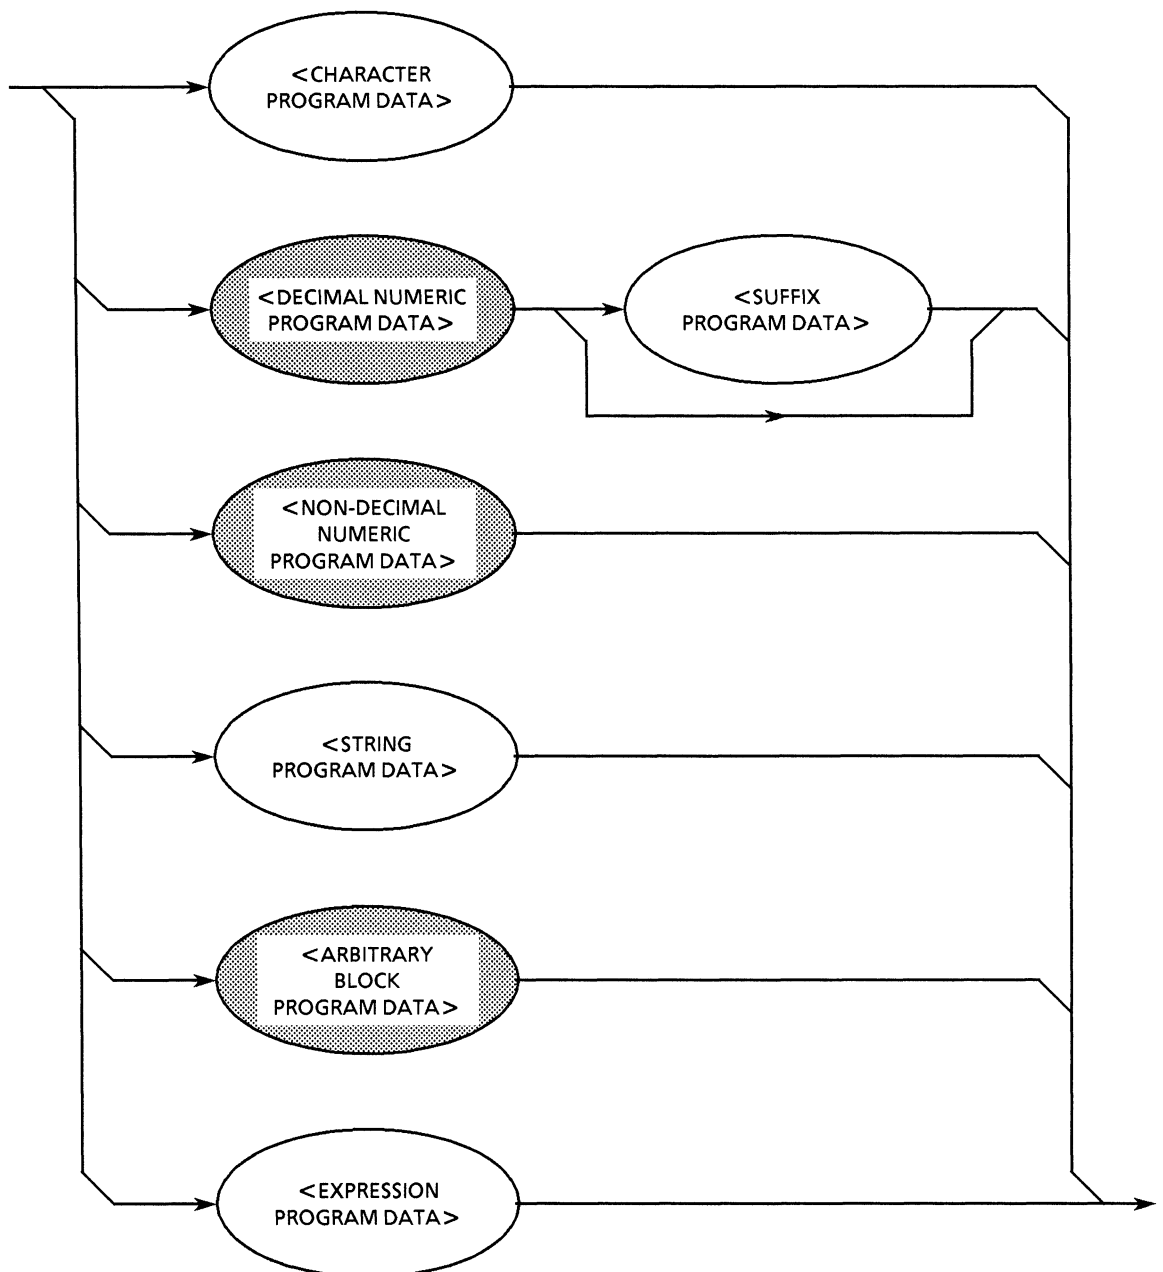 <CHARACTER
PROGRAM DATA>
<DECIMAL NUMERIC
PROGRAM DATA>
<SUFFIX
PROGRAM DATA>
<NON-DECIMAL
NUMERIC
PROGRAM DATA>
<STRING
PROGRAM DATA>
<ARBITRARY
BLOCK
PROGRAM DATA>
<EXPRESSION
PROGRAM DATA>